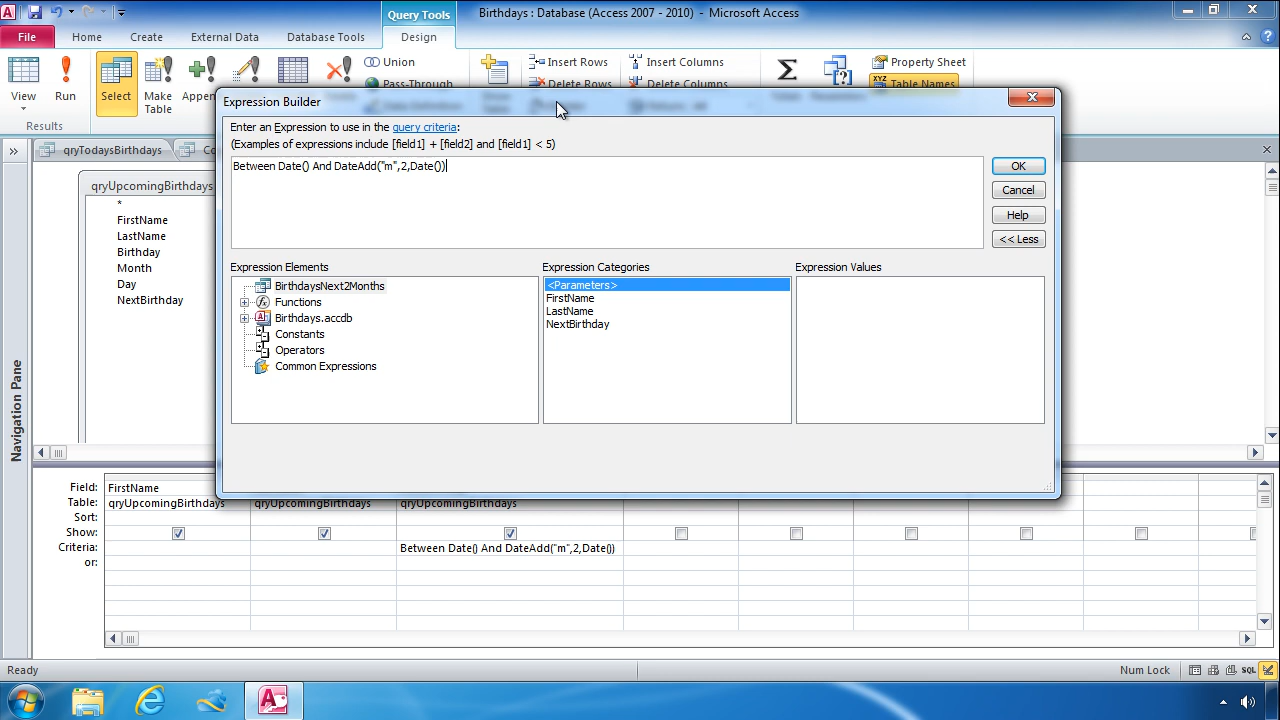 Query Tools
Birthdays : Database (Access 2007 - 2010) - Microsoft Access
File
Home
Create
External Data
Database Tools
Design
View
Run
Select
Make
Table
Append
Union
Pass-Through
Insert Rows
Delete Rows
Insert Columns
Delete Columns
Property Sheet
Table Names
Results
Expression Builder
Enter an Expression to use in the query criteria:
(Examples of expressions include [field1] + [field2] and [field1] < 5)
Between Date() And DateAdd("m",2,Date())
OK
Cancel
Help
<< Less
Expression Elements
BirthdaysNext2Months
Functions
Birthdays.accdb
Constants
Operators
Common Expressions
Expression Categories
<Parameters>
FirstName
LastName
NextBirthday
Expression Values
qryTodaysBirthdays
Co
qryUpcomingBirthdays
*
FirstName
LastName
Birthday
Month
Day
NextBirthday
Navigation Pane
Field: FirstName
Table: qryUpcomingBirthdays qryUpcomingBirthdays qryUpcomingBirthdays
Sort:
Show:
Criteria: Between Date() And DateAdd("m",2,Date())
or:
Ready
Num Lock
SQL